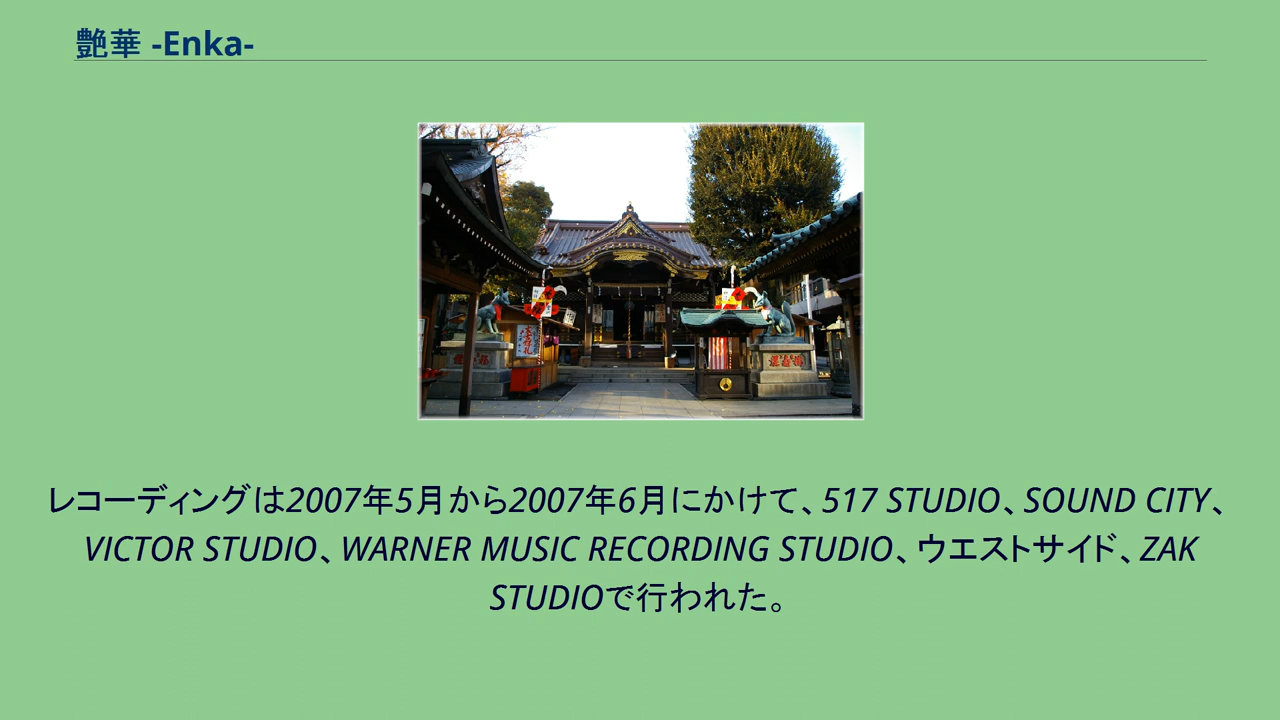 艶華 -Enka-
レコーディングは2007年5月から2007年6月にかけて、517 STUDIO、SOUND CITY、
VICTOR STUDIO、WARNER MUSIC RECORDING STUDIO、ウエストサイド、ZAK
STUDIOで行われた。